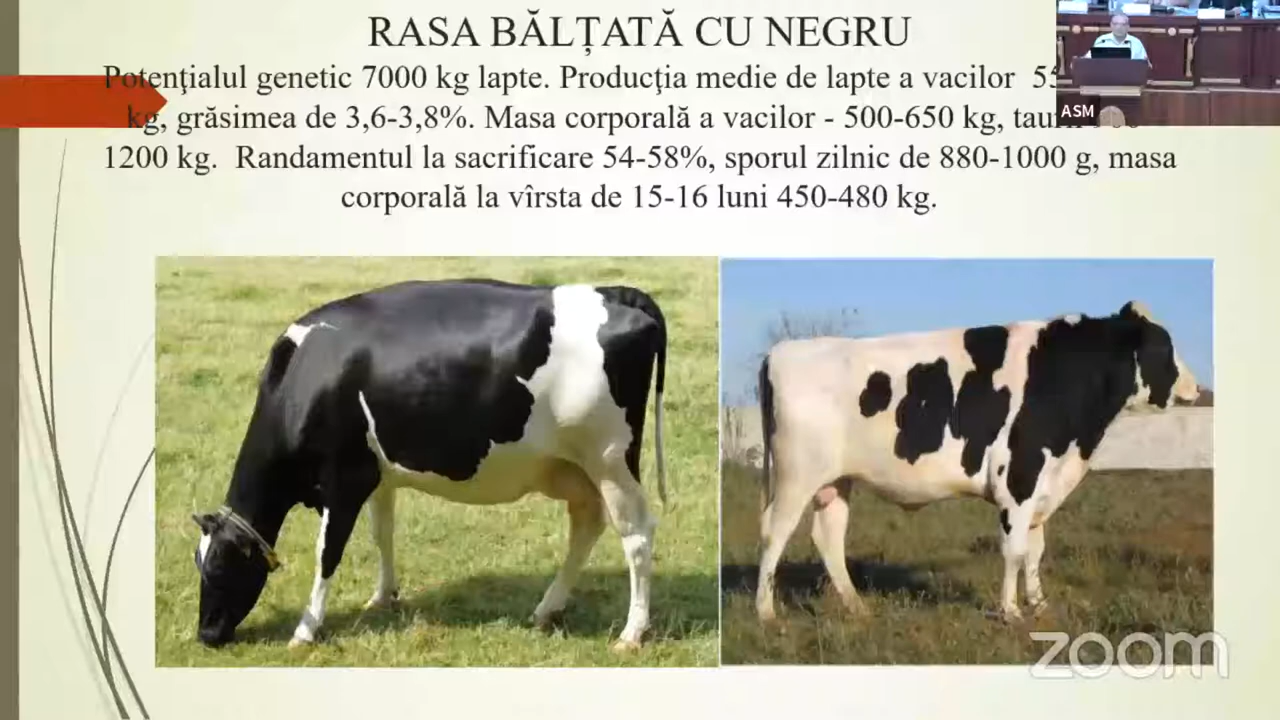 RASA BĂLȚATĂ CU NEGRU
Potenţialul genetic 7000 kg lapte. Producţia medie de lapte a vacilor
kg, grăsimea de 3,6-3,8%. Masa corporală a vacilor - 500-650 kg,
1200 kg. Randamentul la sacrificare 54-58%, sporul zilnic de 880-1000 g, masa
corporală la vîrsta de 15-16 luni 450-480 kg.
ASM
zoom